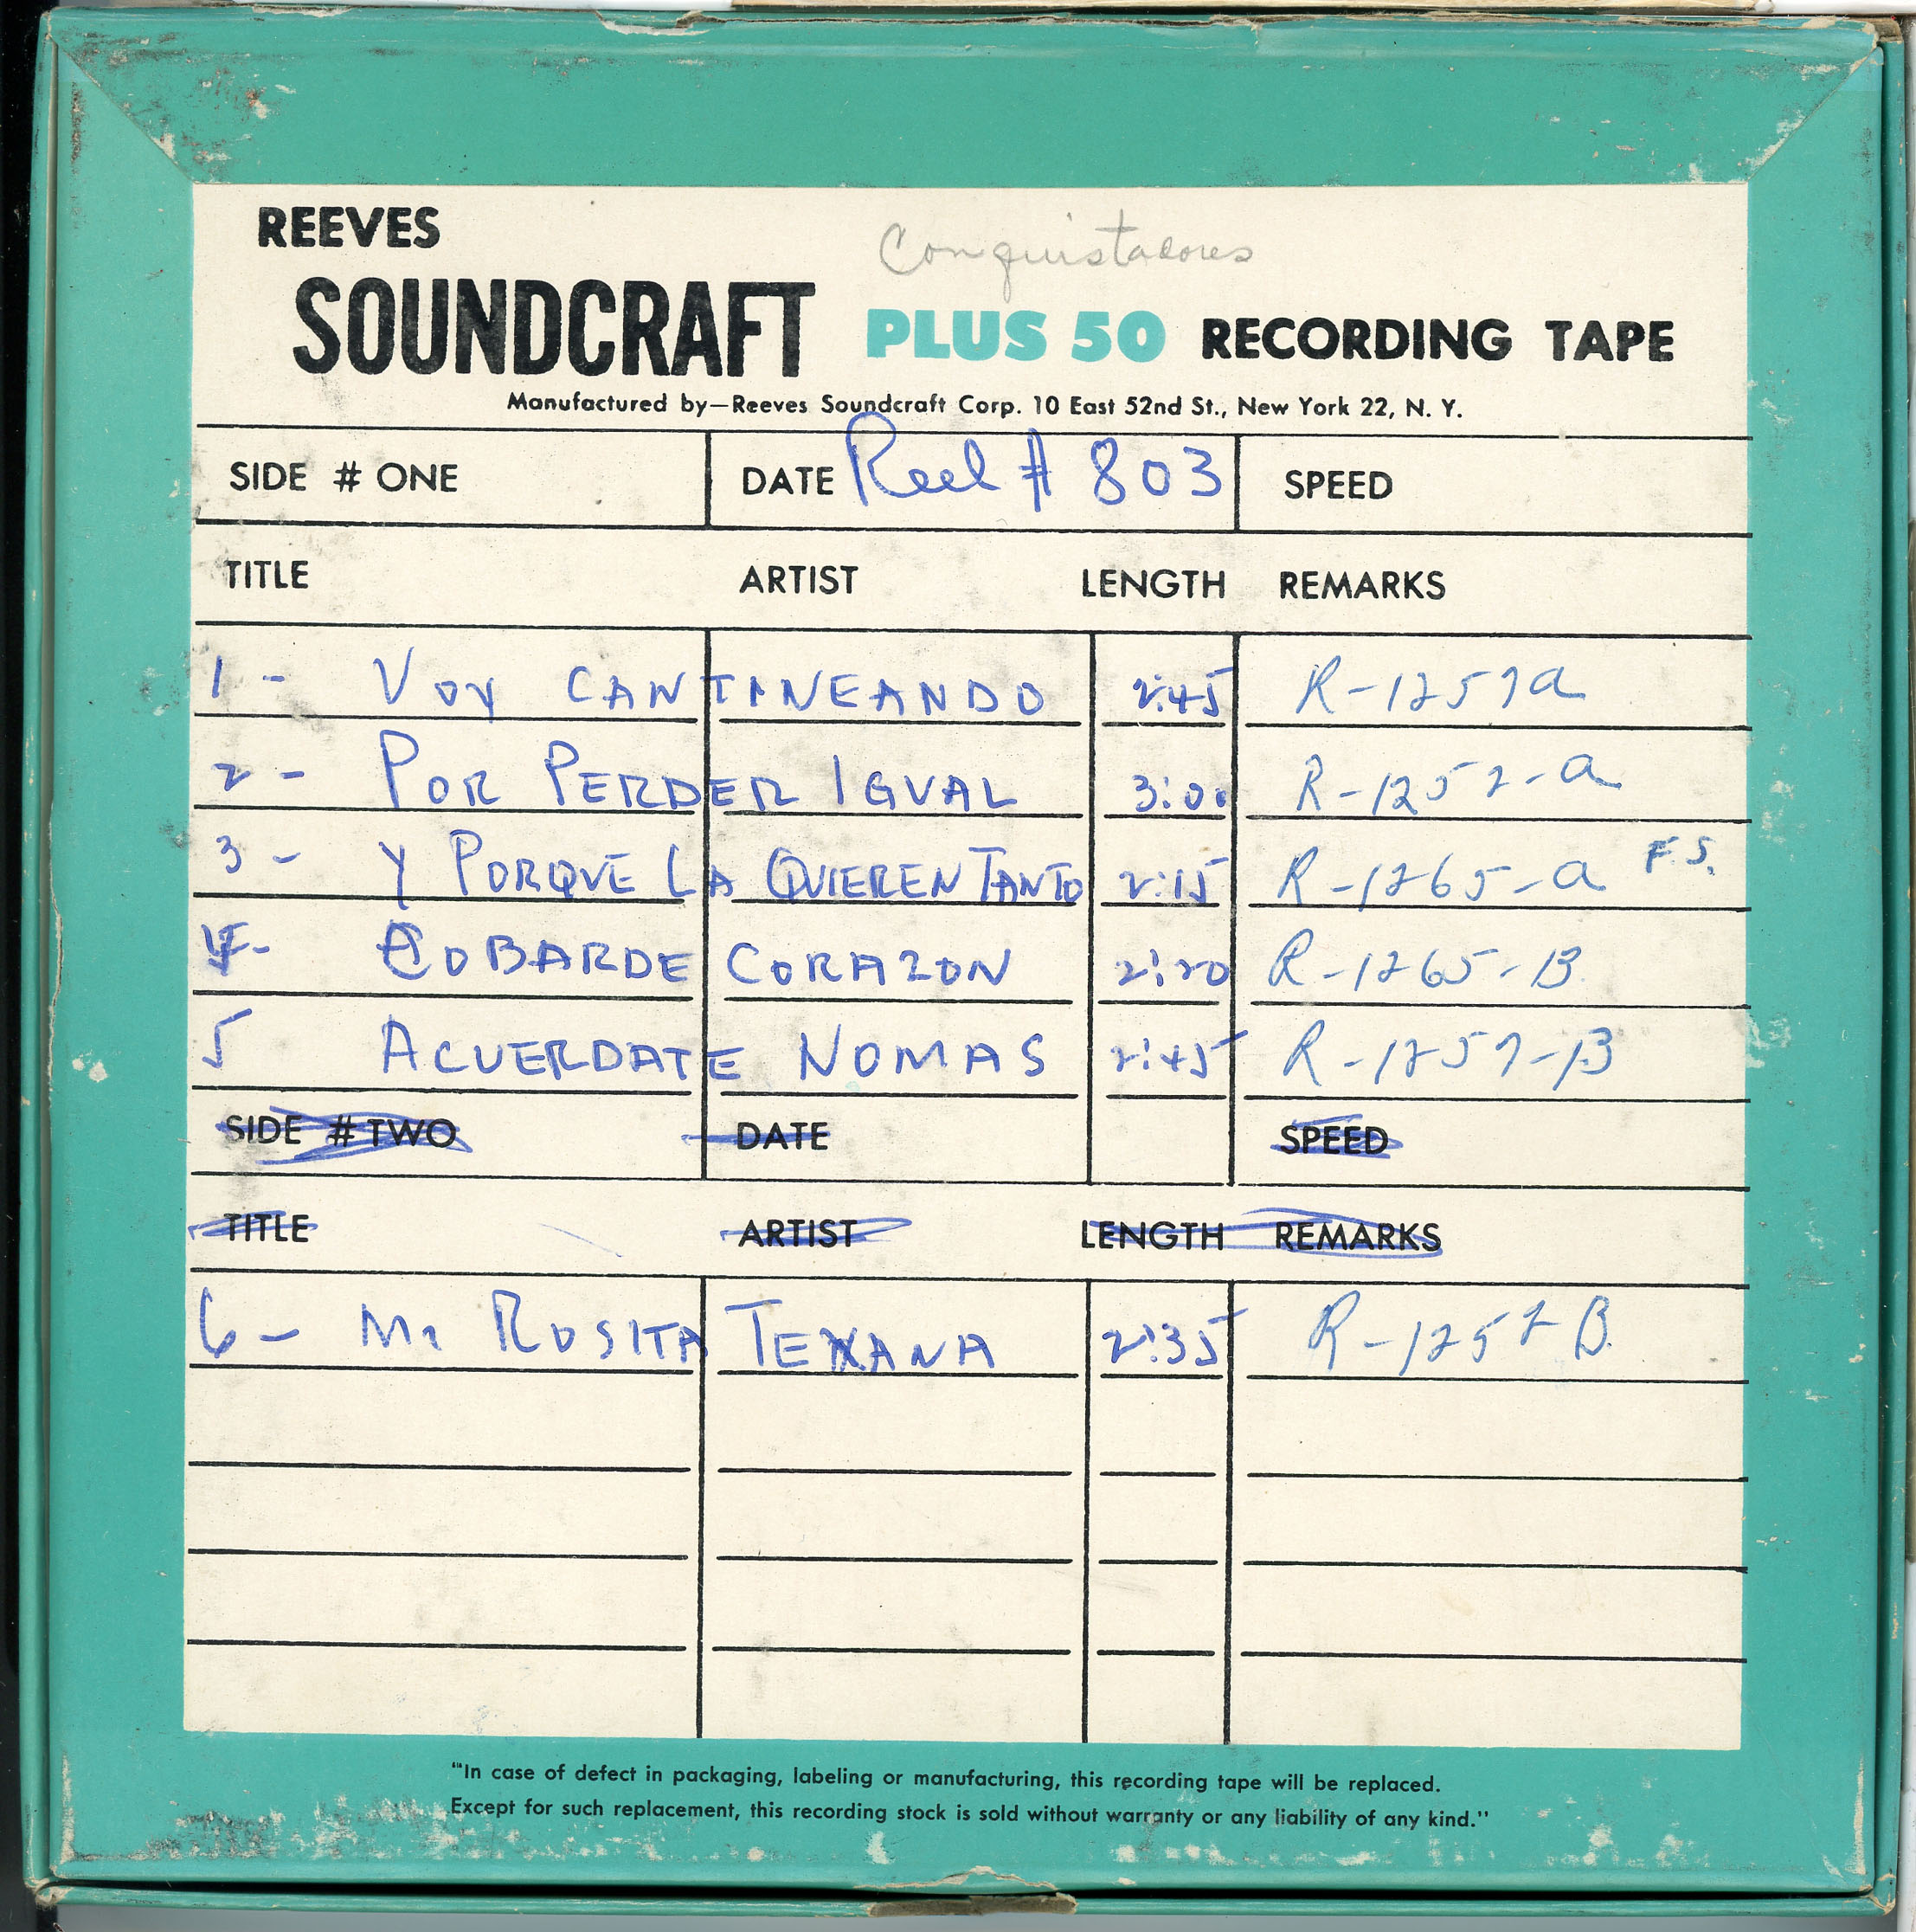 REEVES
Conquistadores
SOUNDCRAFT PLUS 50 RECORDING TAPE
Manufactured by—Reeves Soundcraft Corp. 10 East 52nd St., New York 22, N. Y.
SIDE # ONE DATE Reel # 803 SPEED
TITLE ARTIST LENGTH REMARKS
1 - VOY CANTINEANDO 2:45 R-1257a
2 - POR PERDER IGUAL 3:00 R-1252-a
3 - Y PORQUE LA QUIEREN TANTO 2:15 R-1265-a F.S.
4- COBARDE CORAZON 2:20 R-1265-B
5 ACUERDATE NOMAS 2:45 R-1257-B
SIDE # TWO DATE SPEED
TITLE ARTIST LENGTH REMARKS
6 - MI ROSITA TEXANA 2:35 R-1252 B.
"In case of defect in packaging, labeling or manufacturing, this recording tape will be replaced.
Except for such replacement, this recording stock is sold without warranty or any liability of any kind."